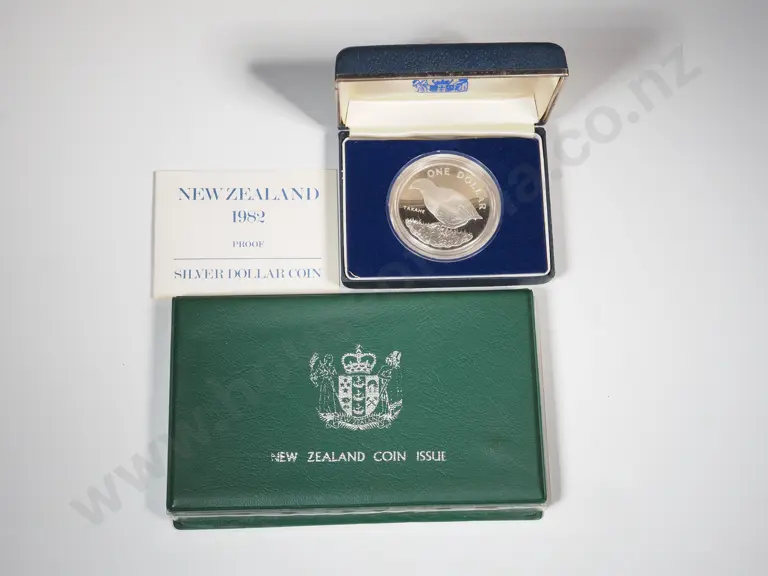 ONE DOLLAR
TAKAHE
NEW ZEALAND
1982
PROOF
SILVER DOLLAR COIN
NEW ZEALAND COIN ISSUE